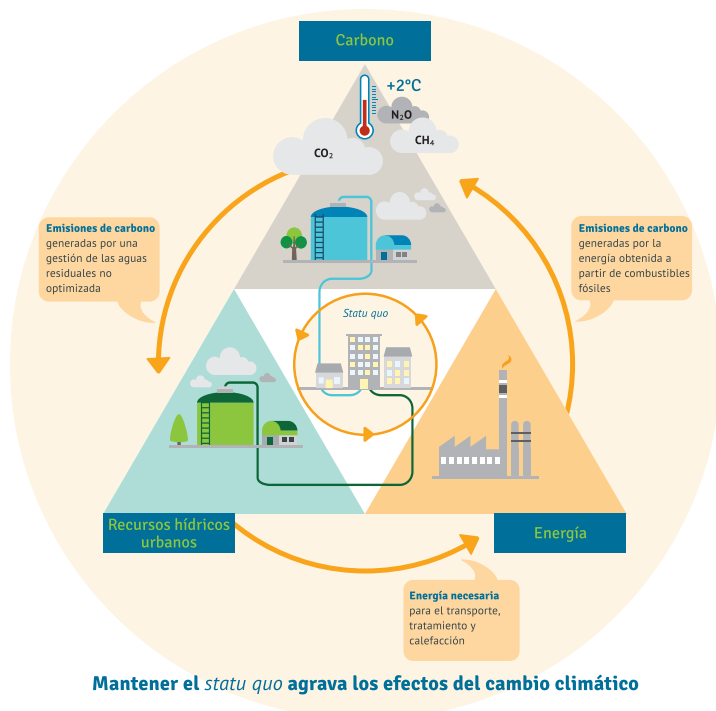 Carbono
+2°C
N₂O
CH₄
CO₂
Emisiones de carbono
generadas por una
gestión de las aguas
residuales no
optimizada
Emisiones de carbono
generadas por la
energía obtenida a
partir de combustibles
fósiles
Statu quo
Recursos hídricos
urbanos
Energía
Energía necesaria
para el transporte,
tratamiento y
calefacción
Mantener el statu quo agrava los efectos del cambio climático